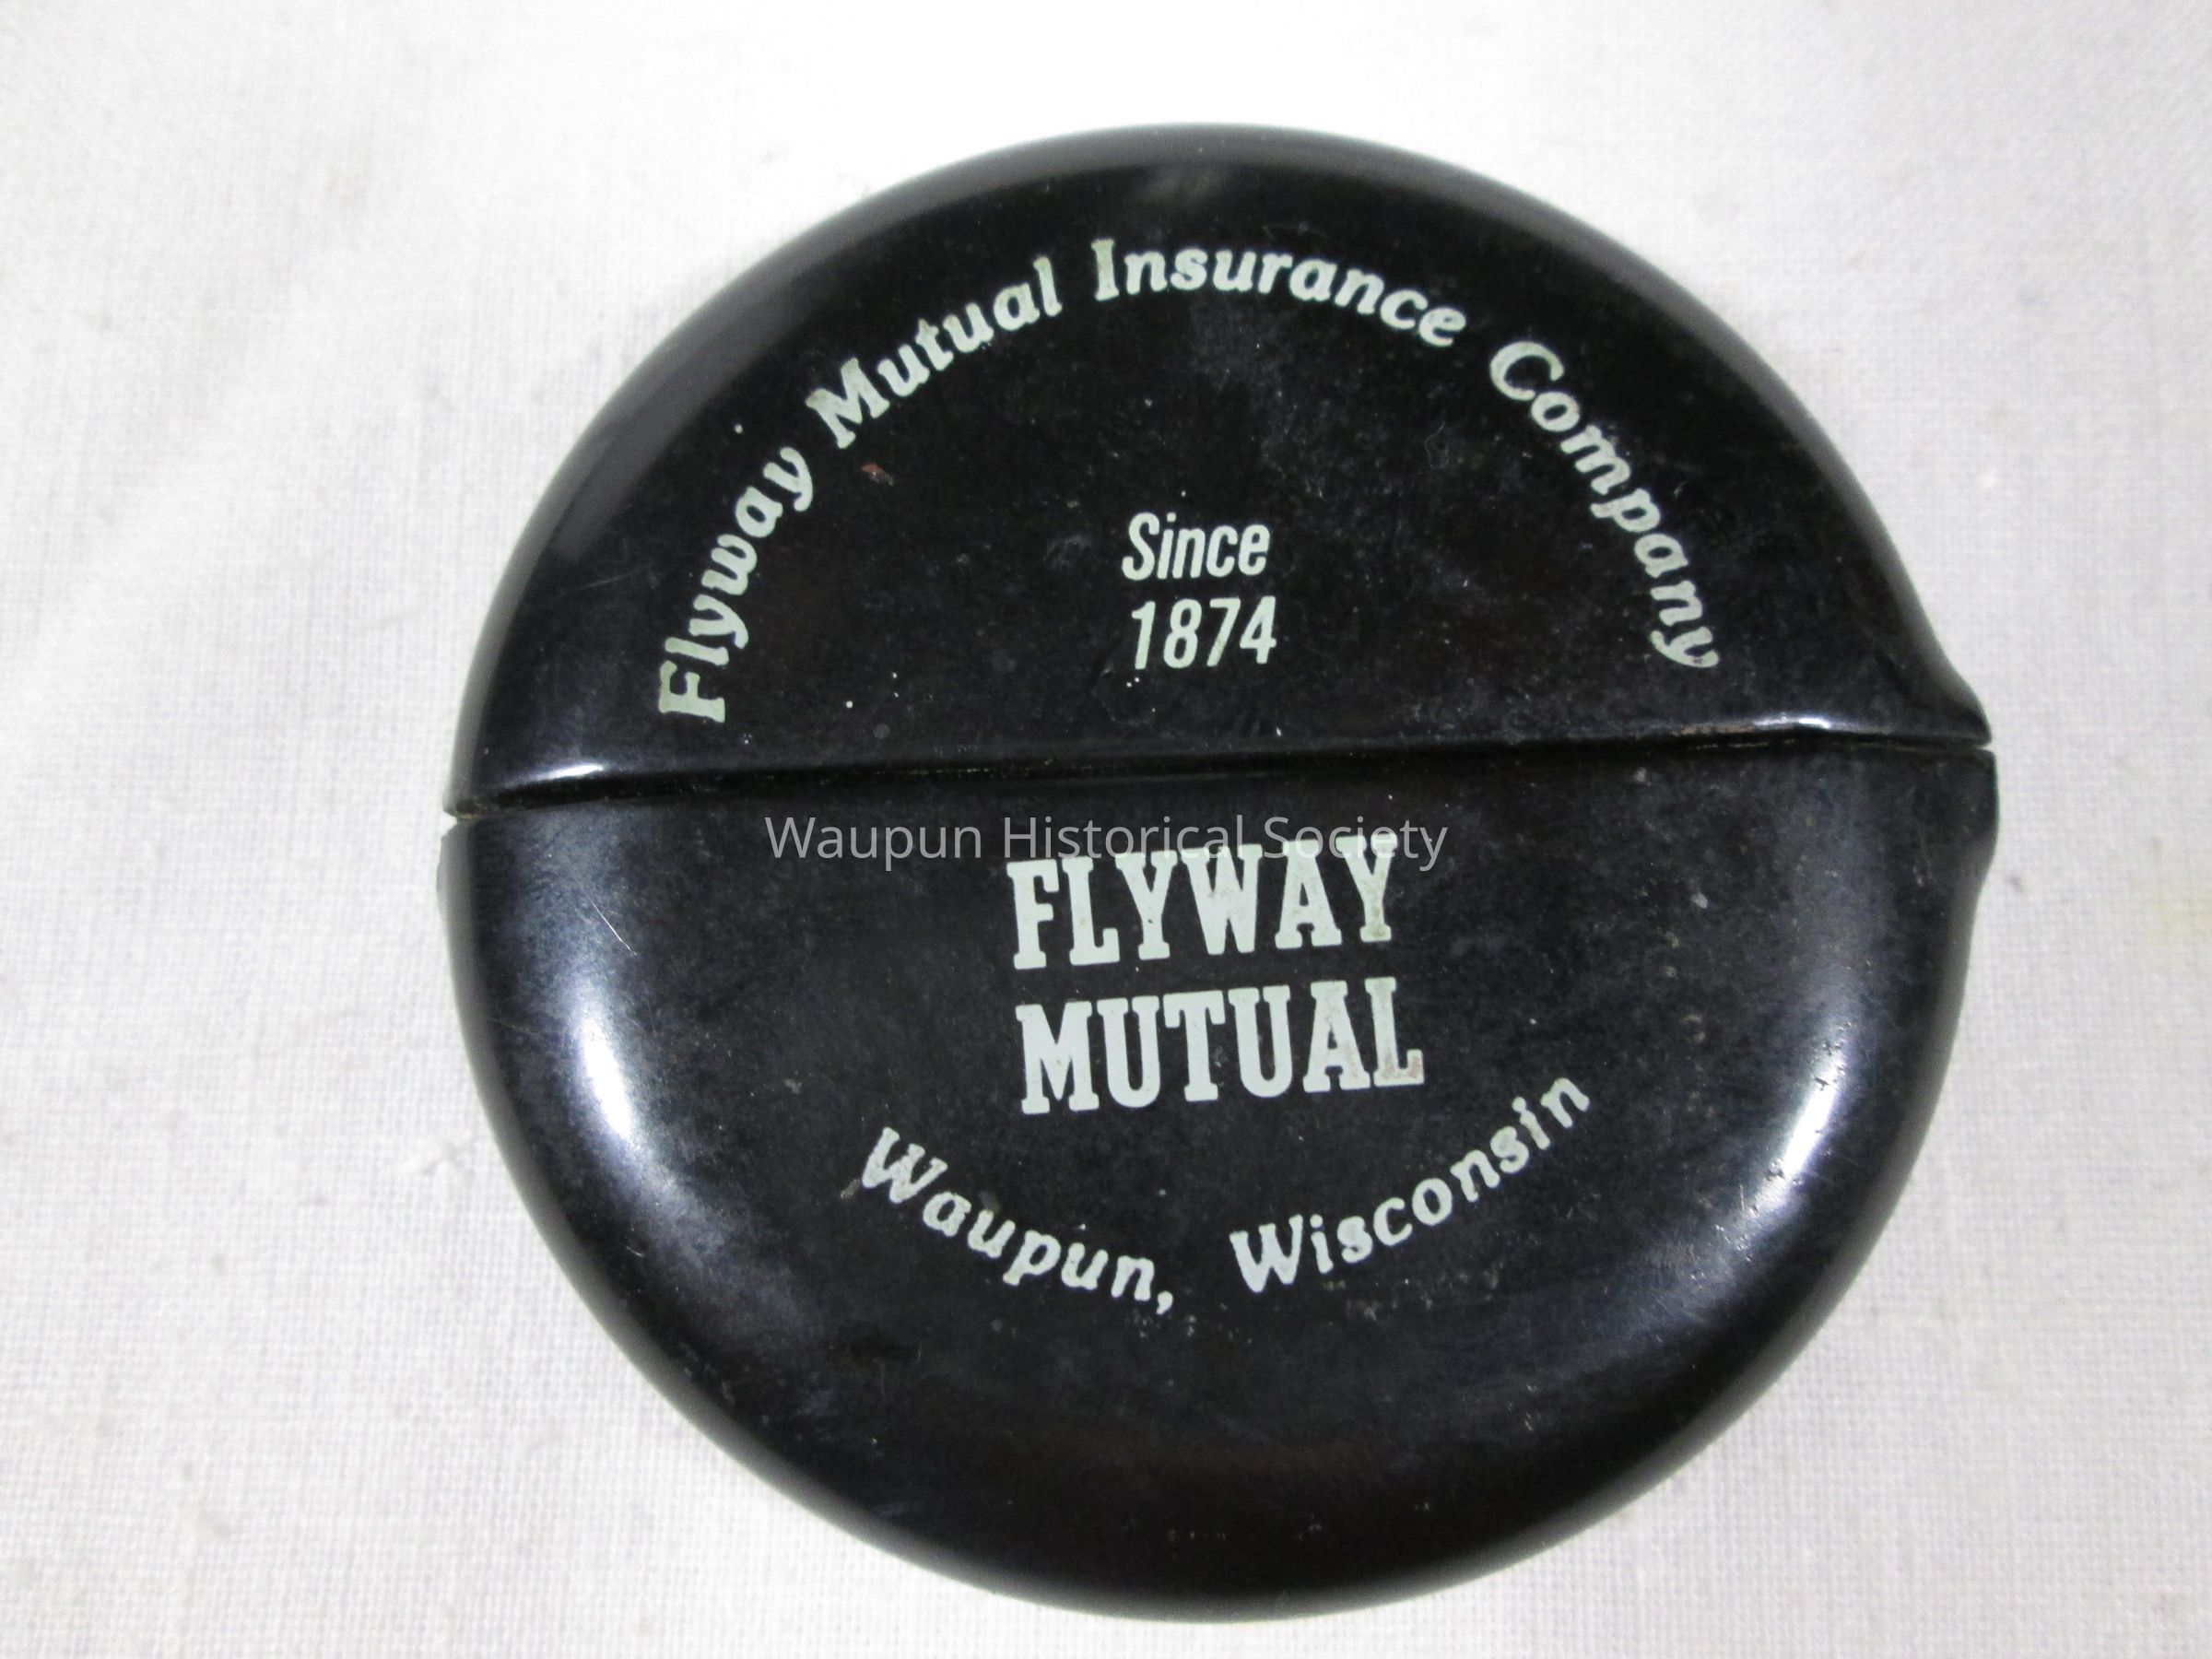 Flyway Mutual Insurance Company
Since
1874
Waupun Historical Society
FLYWAY
MUTUAL
Waupun, Wisconsin